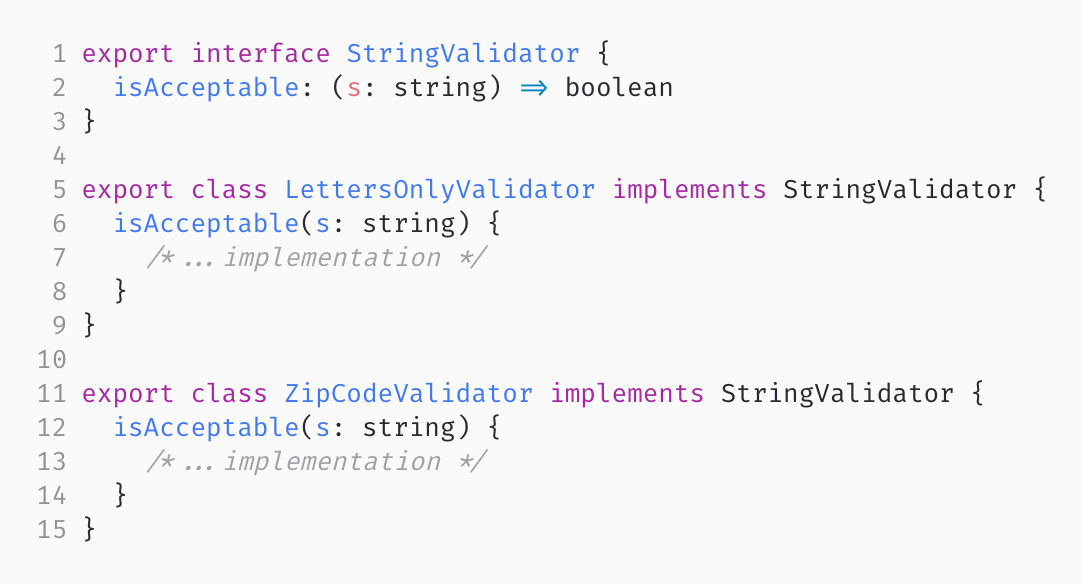 1 export interface StringValidator {
2   isAcceptable: (s: string) => boolean
3 }
4
5 export class LettersOnlyValidator implements StringValidator {
6   isAcceptable(s: string) {
7     /* ... implementation */
8   }
9 }
10
11 export class ZipCodeValidator implements StringValidator {
12   isAcceptable(s: string) {
13     /* ... implementation */
14   }
15 }